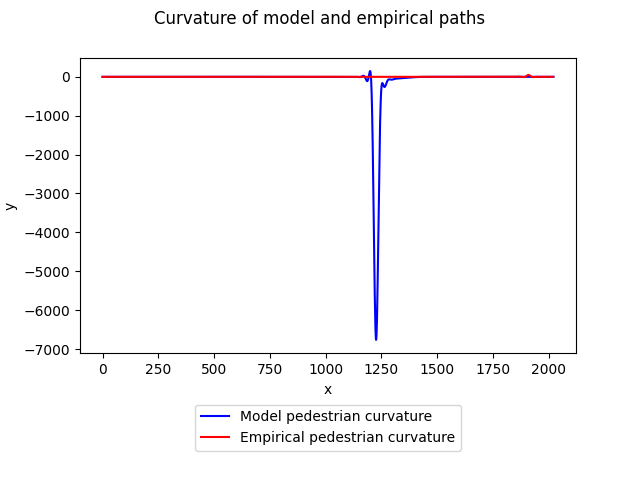 Curvature of model and empirical paths
0
−1000
−2000
−3000
−4000
−5000
−6000
−7000
y
0 250 500 750 1000 1250 1500 1750 2000
x
Model pedestrian curvature
Empirical pedestrian curvature